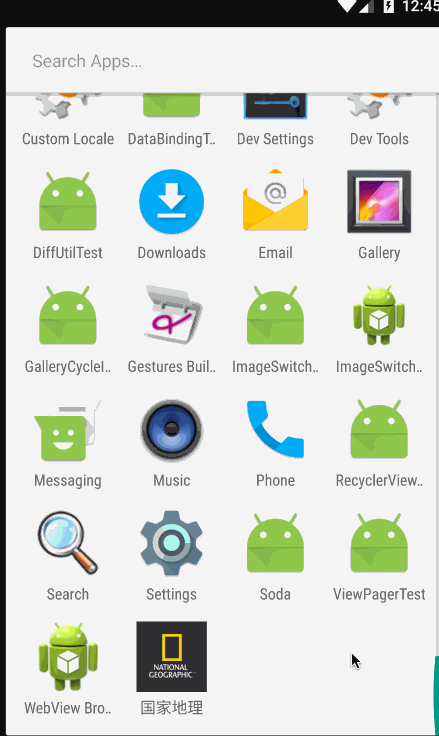 12:45
Search Apps...
Custom Locale
DataBindingT..
Dev Settings
Dev Tools
DiffUtilTest
Downloads
Email
Gallery
GalleryCycleI..
Gestures Buil..
ImageSwitch..
ImageSwitch..
Messaging
Music
Phone
RecyclerView..
Search
Settings
Soda
ViewPagerTest
NATIONAL
GEOGRAPHIC
WebView Bro..
国家地理